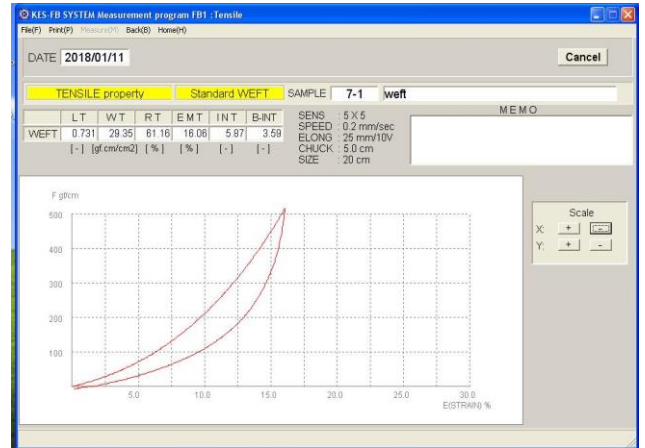 KES-FB SYSTEM Measurement program FB1 :Tensile
File(F) Print(P) Measure(M) Back(B) Home(H)
DATE 2018/01/11 Cancel
TENSILE property Standard WEFT SAMPLE 7-1 weft
LT WT RT EMT INT B-INT
WEFT 0.731 29.35 61.16 16.06 5.87 3.59
[-] [gf.cm/cm2) [%] [%] [-] [-]
SENS : 5 X 5
SPEED : 0.2 mm/sec
ELONG : 25 mm/10V
CHUCK : 5.0 cm
SIZE : 20 cm
MEMO
F gf/cm
500
400
300
200
100
5.0 10.0 15.0 20.0 25.0 30.0
E(STRAIN) %
Scale
X: + -
Y: + -